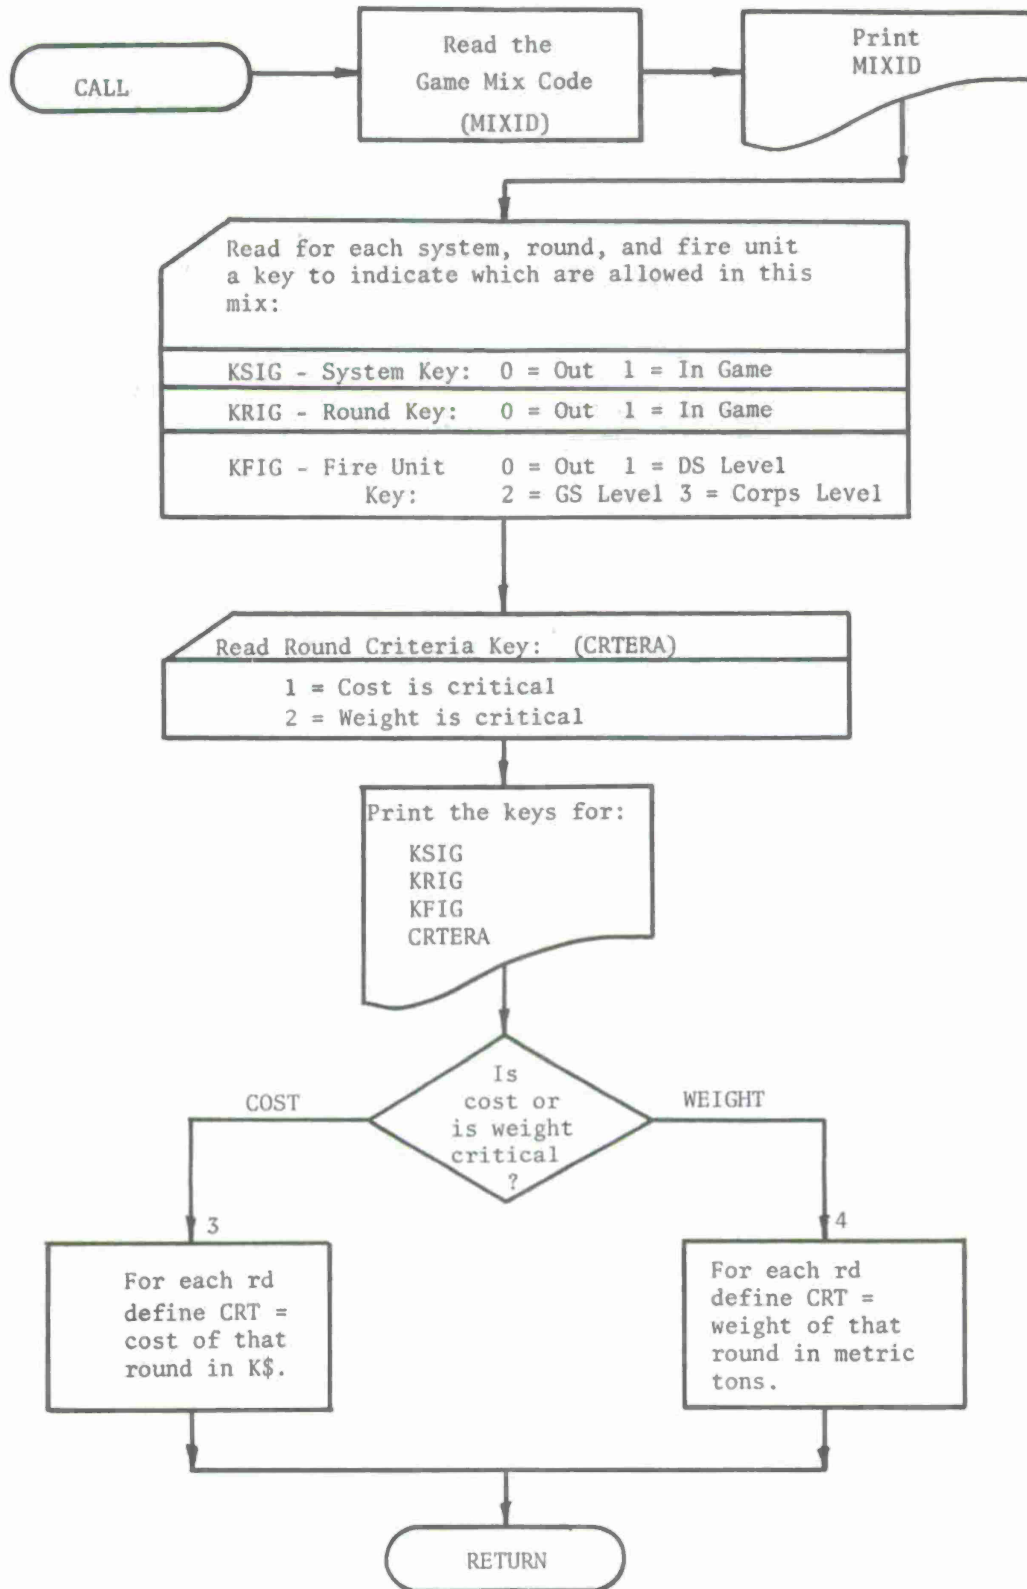 CALL
Read the
Game Mix Code
(MIXID)
Print
MIXID
Read for each system, round, and fire unit
a key to indicate which are allowed in this
mix:
KSIG - System Key: 0 = Out 1 = In Game
KRIG - Round Key: 0 = Out 1 = In Game
KFIG - Fire Unit 0 = Out 1 = DS Level
Key: 2 = GS Level 3 = Corps Level
Read Round Criteria Key: (CRTERA)
1 = Cost is critical
2 = Weight is critical
Print the keys for:
KSIG
KRIG
KFIG
CRTERA
Is
cost or
is weight
critical
?
COST
WEIGHT
3
For each rd
define CRT =
cost of that
round in K$.
4
For each rd
define CRT =
weight of that
round in metric
tons.
RETURN